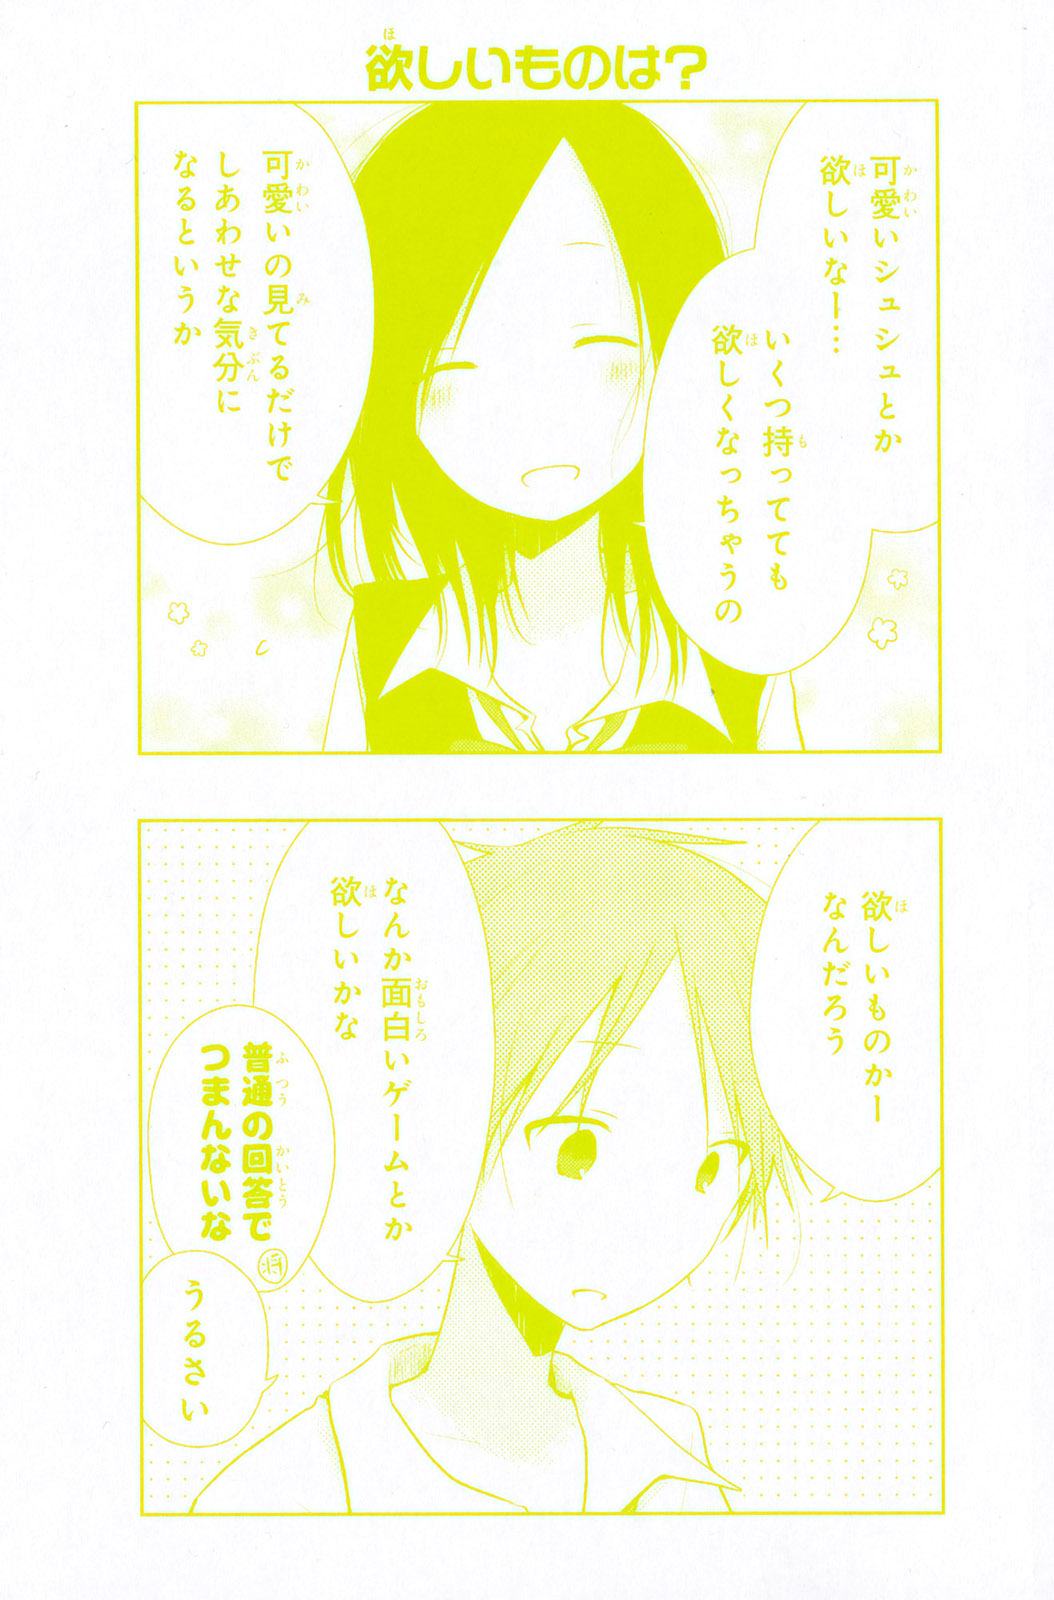 欲しいものは？
可愛いシュシュとか
欲しいなー…
いくつ持ってても
欲しくなっちゃうの
可愛いの見てるだけで
しあわせな気分に
なるというか
欲しいものかー
なんだろう
なんか面白いゲームとか
欲しいかな
普通の回答で
つまんないな
将
うるさい